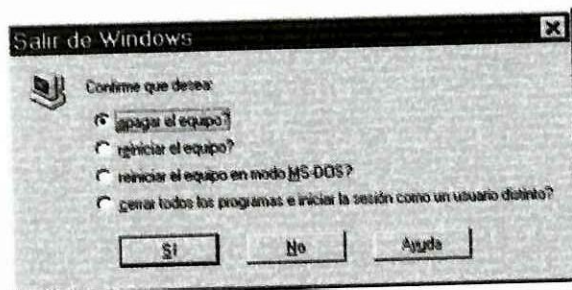 Salir de Windows
Confirme que desea:
apagar el equipo?
reiniciar el equipo?
reiniciar el equipo en modo MS-DOS?
cerrar todos los programas e iniciar la sesión como un usuario distinto?
Sí No Ayuda